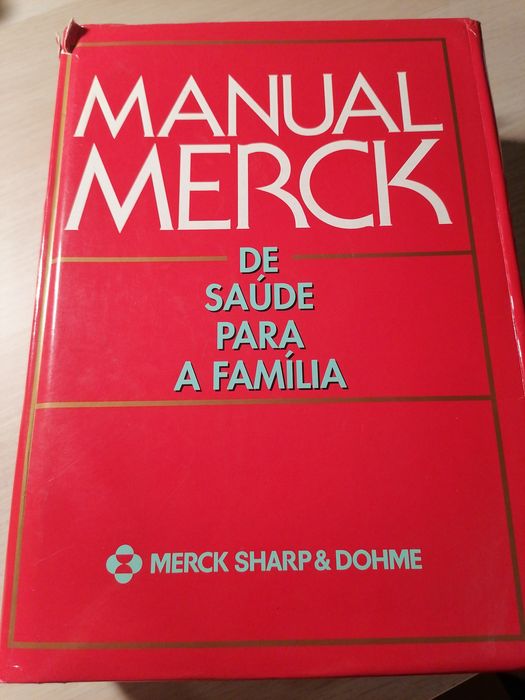 MANUAL
MERCK
DE
SAÚDE
PARA
A FAMÍLIA
MERCK SHARP & DOHME